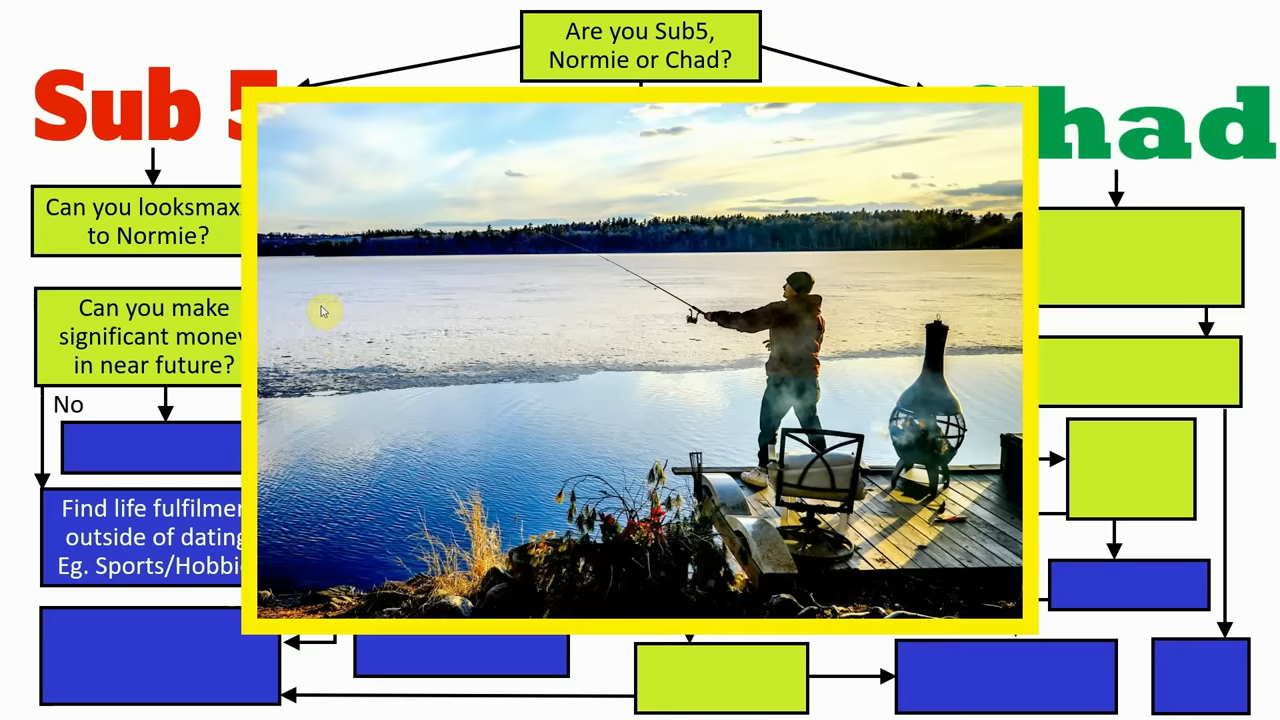 Are you Sub5,
Normie or Chad?
Sub 5
had
Can you looksmax
to Normie?
Can you make
significant money
in near future?
No
Find life fulfilmen
outside of dating
Eg. Sports/Hobbi